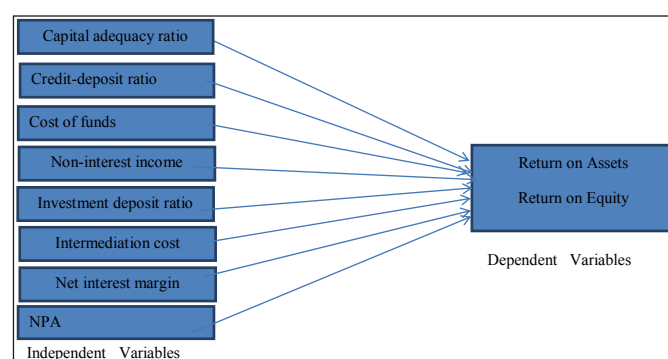 Capital adequacy ratio
Credit-deposit ratio
Cost of funds
Non-interest income
Investment deposit ratio
Intermediation cost
Net interest margin
NPA
Independent Variables
Return on Assets
Return on Equity
Dependent Variables